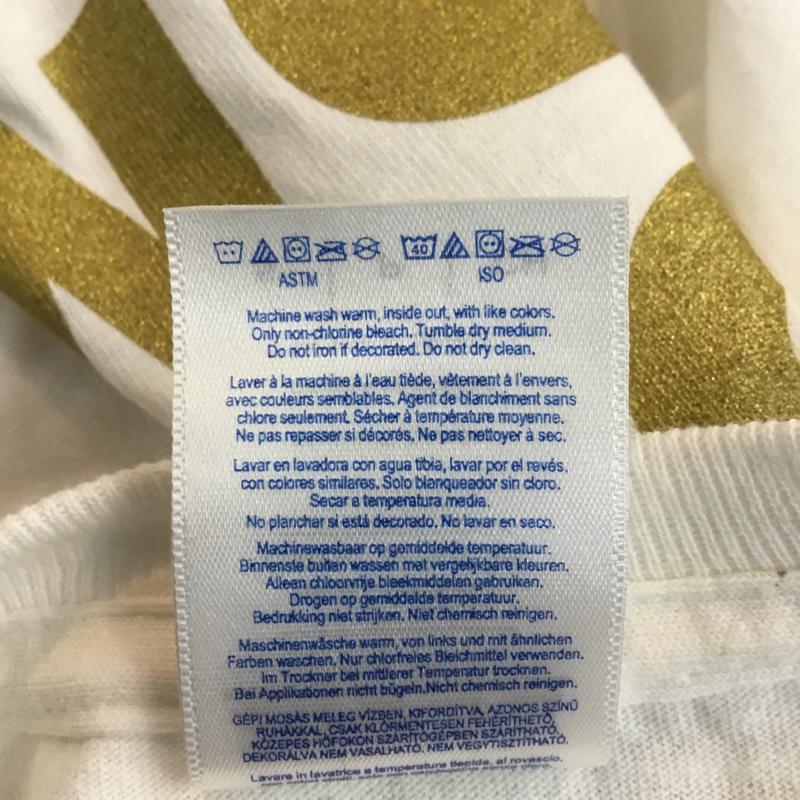 40
ASTM ISO
Machine wash warm, inside out, with like colors.
Only non-chlorine bleach. Tumble dry medium.
Do not iron if decorated. Do not dry clean.
Laver à la machine à l'eau tiède, vêtement à l'envers,
avec couleurs semblables. Agent de blanchiment sans
chlore seulement. Sécher à température moyenne.
Ne pas repasser si décorés. Ne pas nettoyer à sec.
Lavar en lavadora con agua tibia, lavar por el revés,
con colores similares. Solo blanqueador sin cloro.
Secar a temperatura media.
No planchar si está decorado. No lavar en seco.
Machinewasbaar op gemiddelde temperatuur.
Binnenste buiten wassen met vergelijkbare kleuren.
Alleen chloorvrije bleekmiddelen gebruiken.
Drogen op gemiddelde temperatuur.
Bedrukking niet strijken. Niet chemisch reinigen.
Maschinenwäsche warm, von links und mit ähnlichen
Farben waschen. Nur chlorfreies Bleichmittel verwenden.
Im Trockner bei mittlerer Temperatur trocknen.
Bei Applikationen nicht bügeln.Nicht chemisch reinigen.
GÉPI MOSÁS MELEG VÍZBEN, KIFORDÍTVA, AZONOS SZÍNŰ
RUHÁKKAL, CSAK KLÓRMENTESEN FEHÉRÍTHETŐ,
KÖZEPES HŐFOKON SZÁRÍTÓGÉPBEN SZÁRÍTHATÓ.
DEKORÁLVA NEM VASALHATÓ. NEM VEGYTISZTÍTHATÓ.
Lavare in lavatrice a temperatura tiepida, al rovescio,